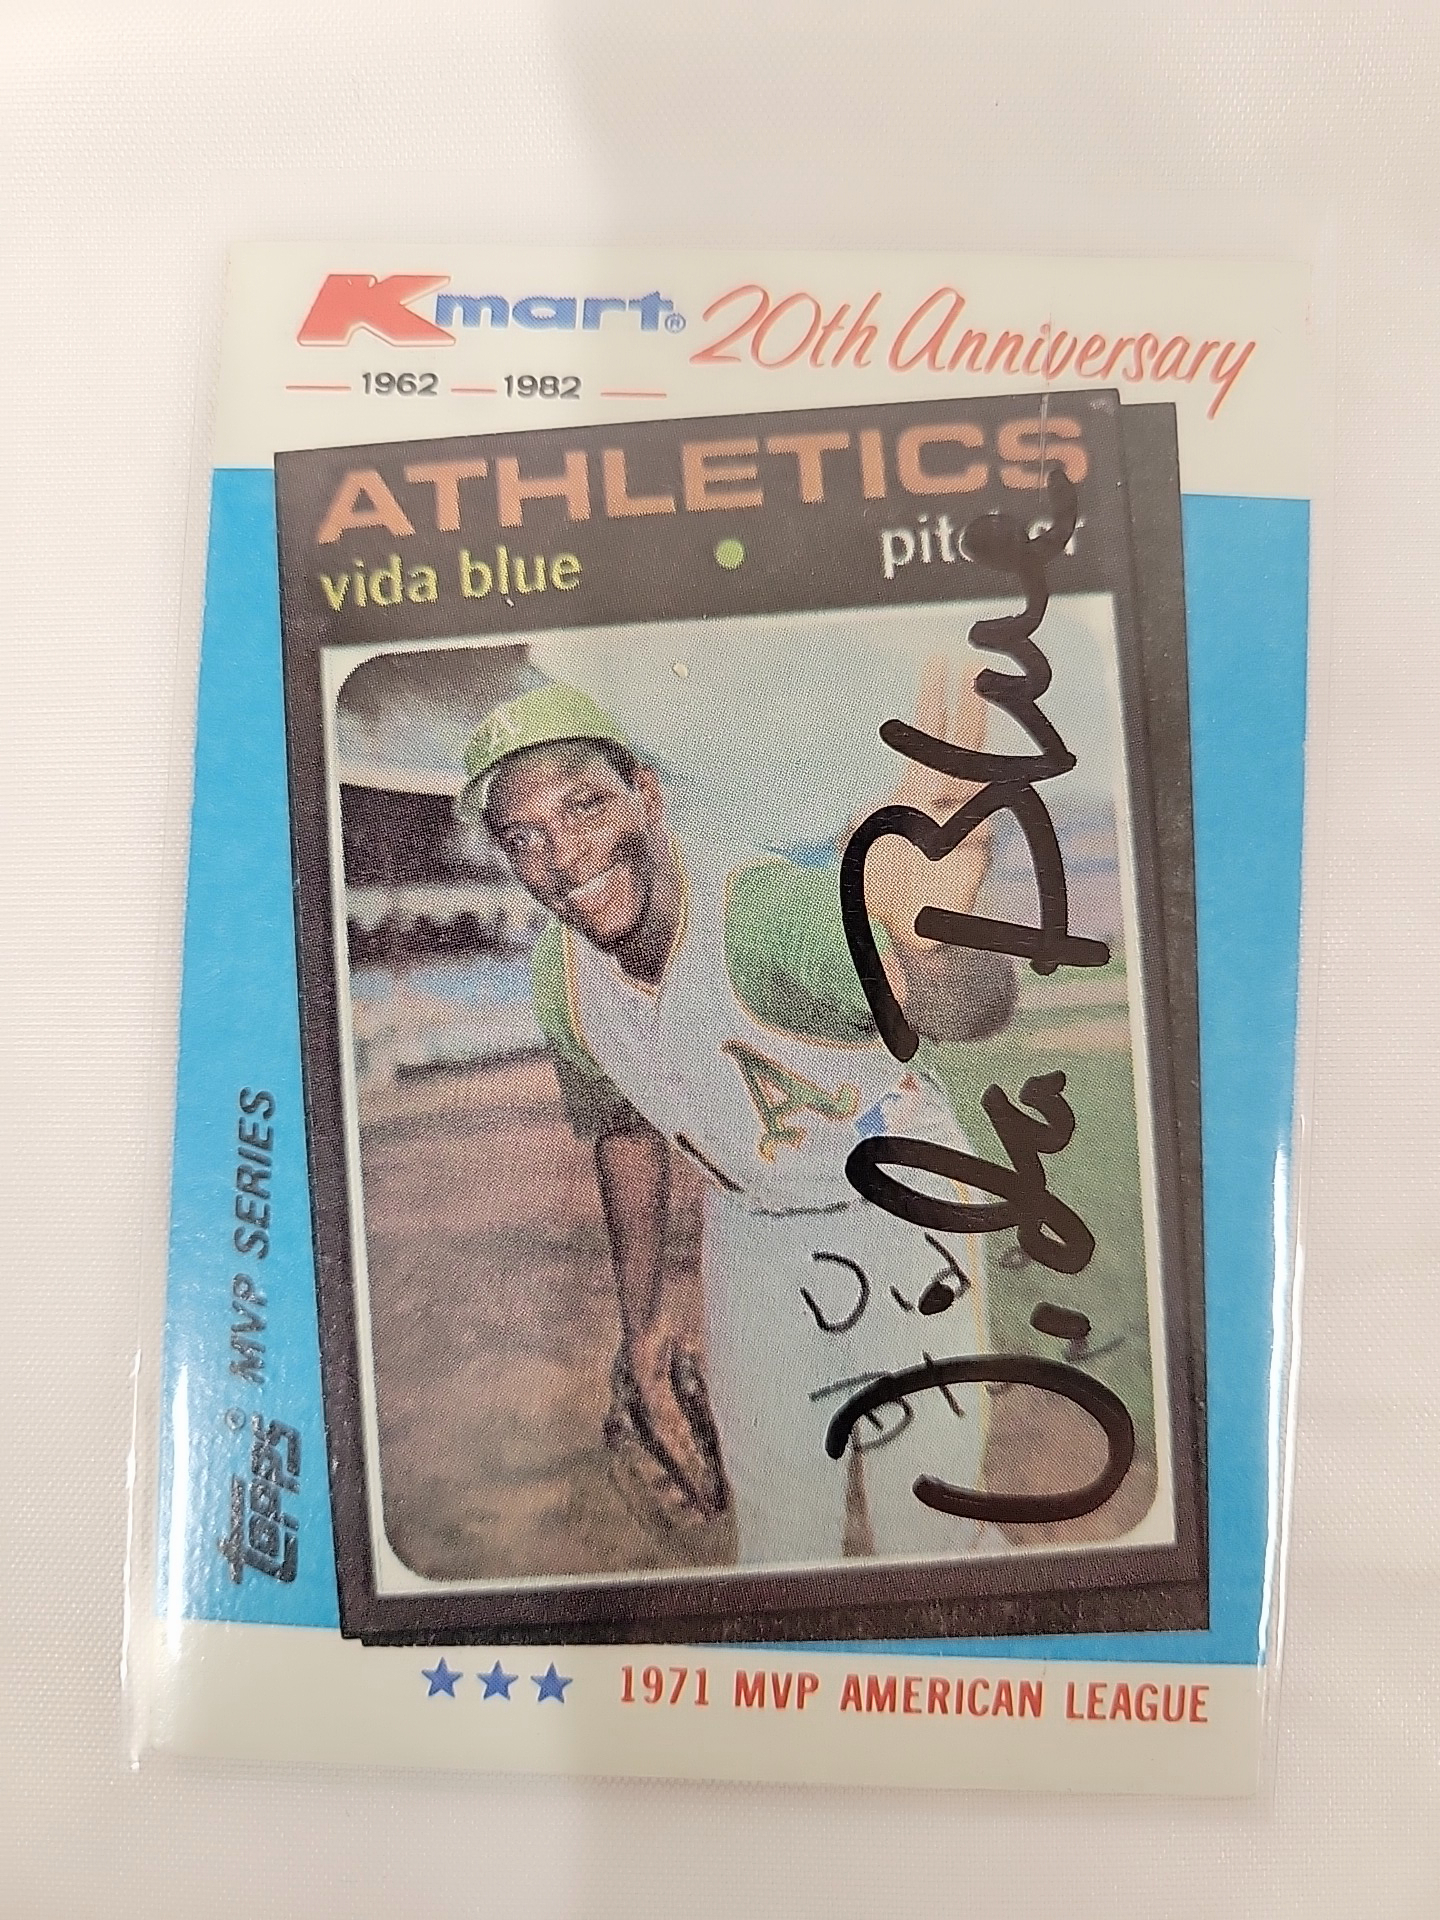 Kmart® 20th Anniversary
— 1962 — 1982 —
ATHLETICS
vida blue • pitcher
Vida Blue
Topps® MVP SERIES
★★★ 1971 MVP AMERICAN LEAGUE